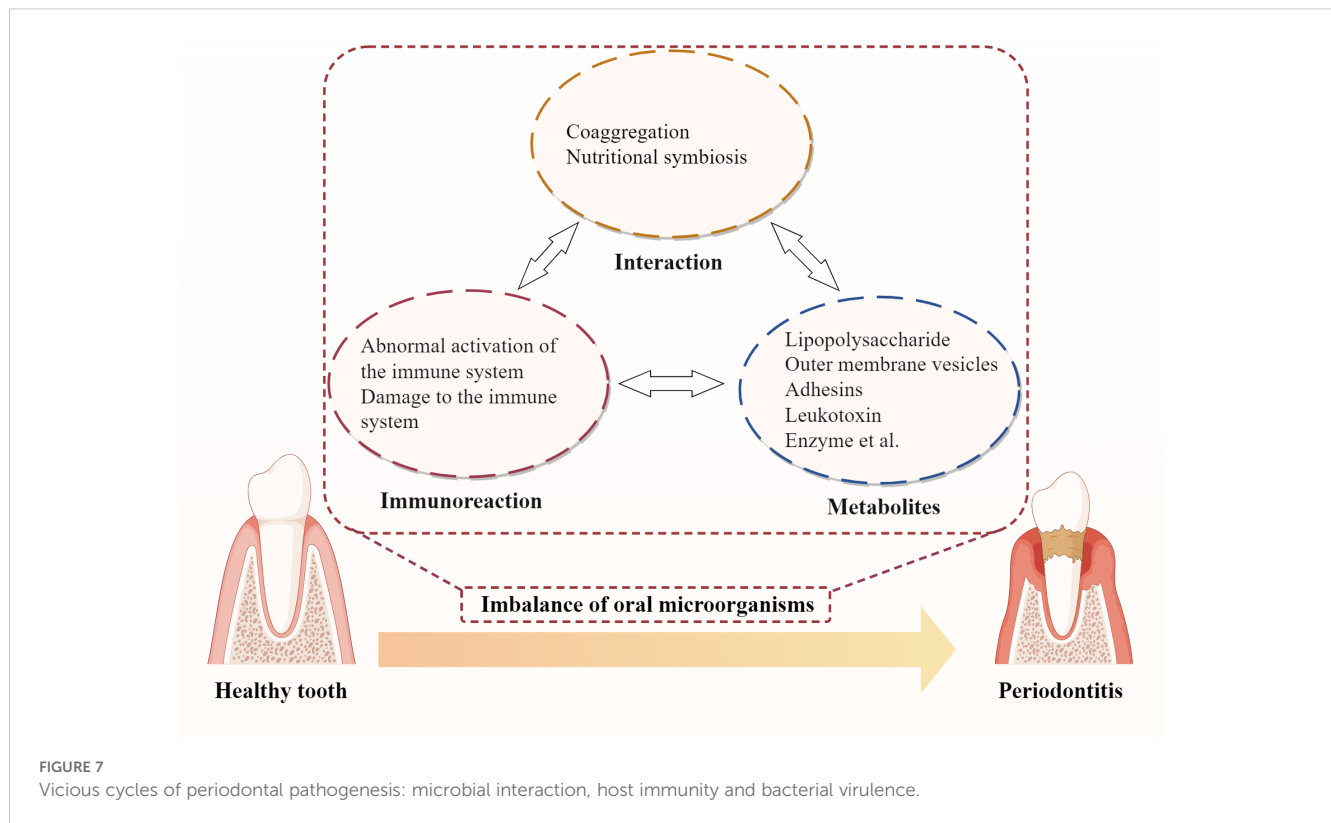 Coaggregation
Nutritional symbiosis
Interaction
Abnormal activation of
the immune system
Damage to the immune
system
Immunoreaction
Lipopolysaccharide
Outer membrane vesicles
Adhesins
Leukotoxin
Enzyme et al.
Metabolites
Imbalance of oral microorganisms
Healthy tooth
Periodontitis
FIGURE 7
Vicious cycles of periodontal pathogenesis: microbial interaction, host immunity and bacterial virulence.